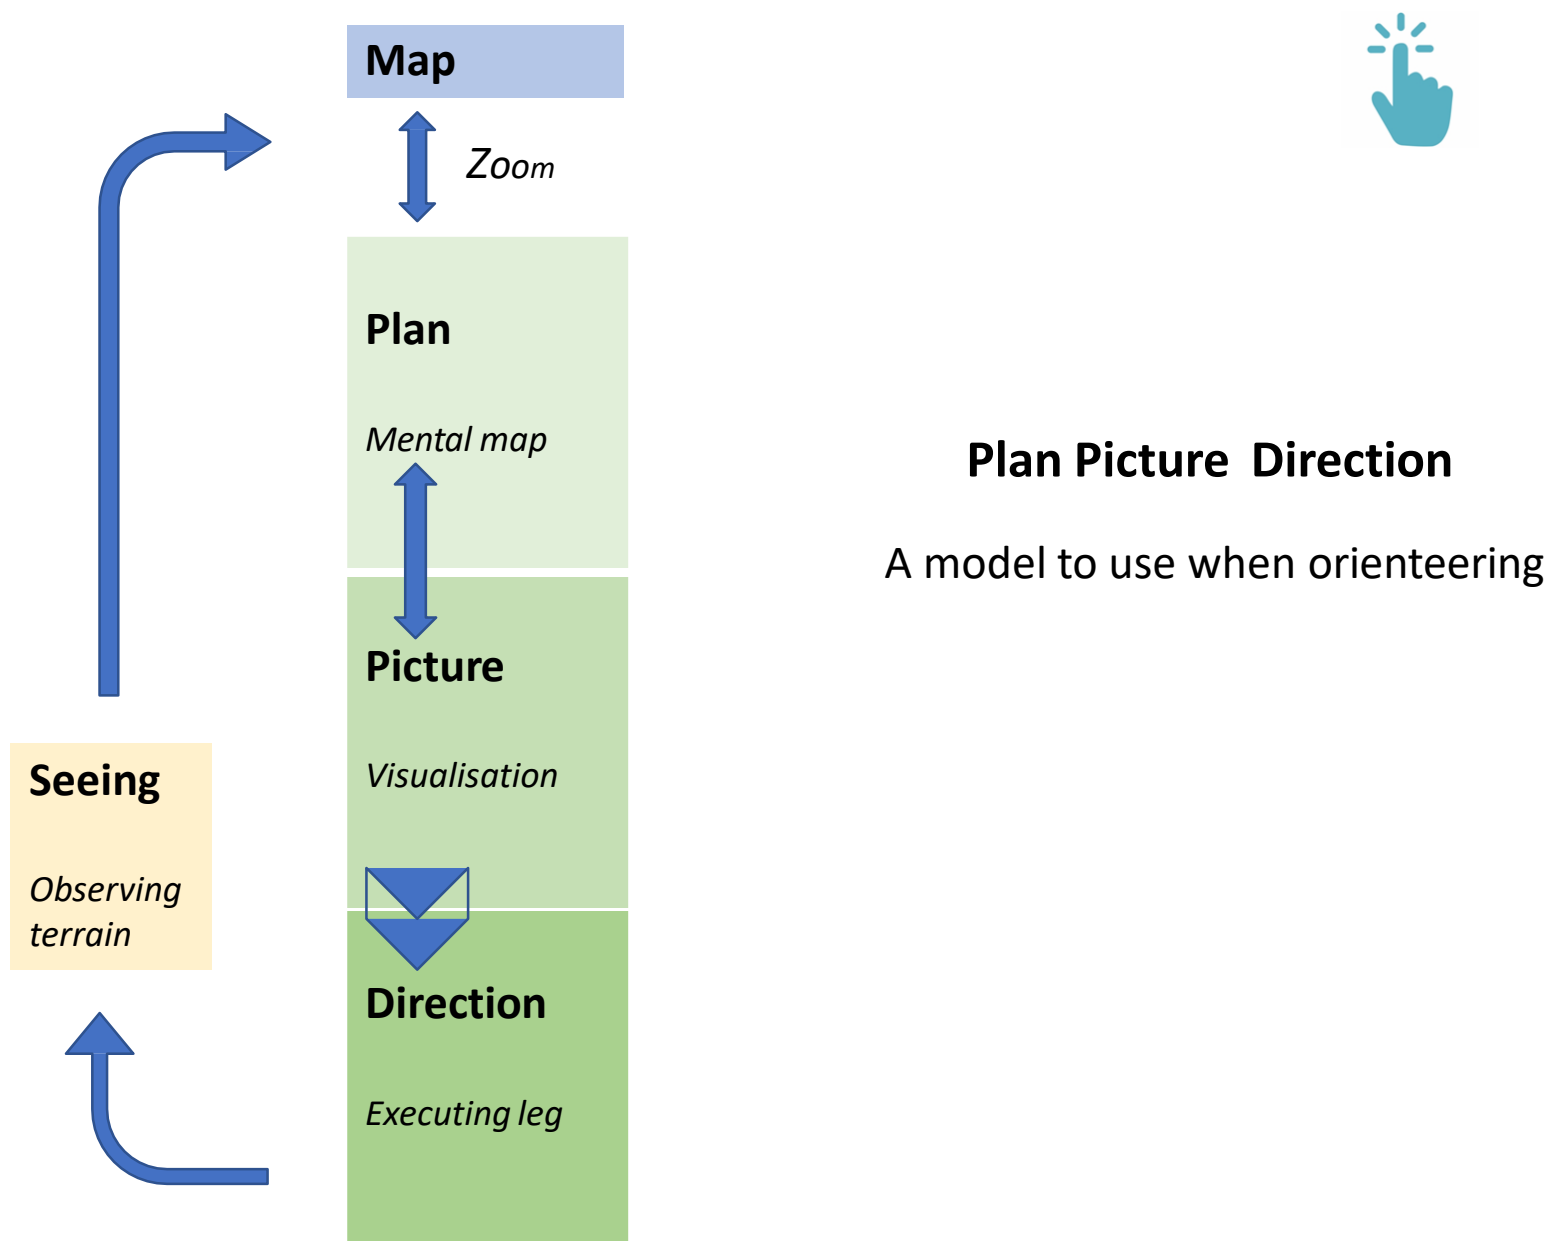 Map
Zoom
Plan
Mental map
Picture
Visualisation
Direction
Executing leg
Seeing
Observing
terrain
Plan Picture Direction
A model to use when orienteering